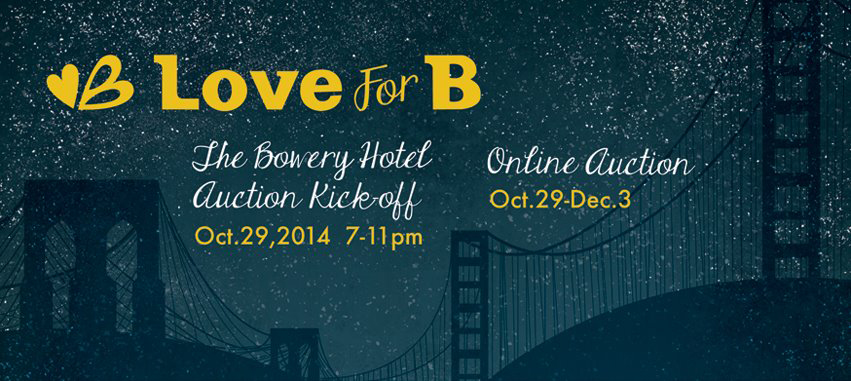 B Love For B
The Bowery Hotel
Auction Kick-off
Oct.29,2014 7-11pm
Online Auction
Oct.29-Dec.3